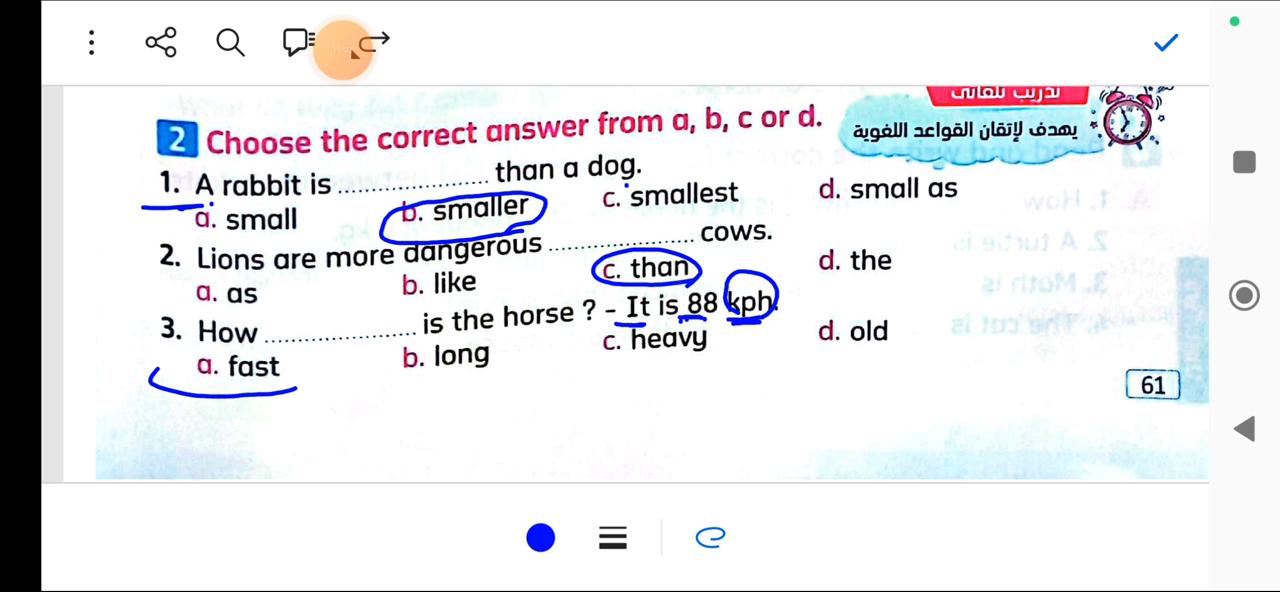 تدريب تلقائى
2 Choose the correct answer from a, b, c or d.
يهدف لإتقان القواعد اللغوية
1. A rabbit is .............................. than a dog.
a. small b. smaller c. smallest d. small as
2. Lions are more dangerous .............................. cows.
a. as b. like c. than d. the
3. How .............................. is the horse ? - It is 88 kph.
a. fast b. long c. heavy d. old
61